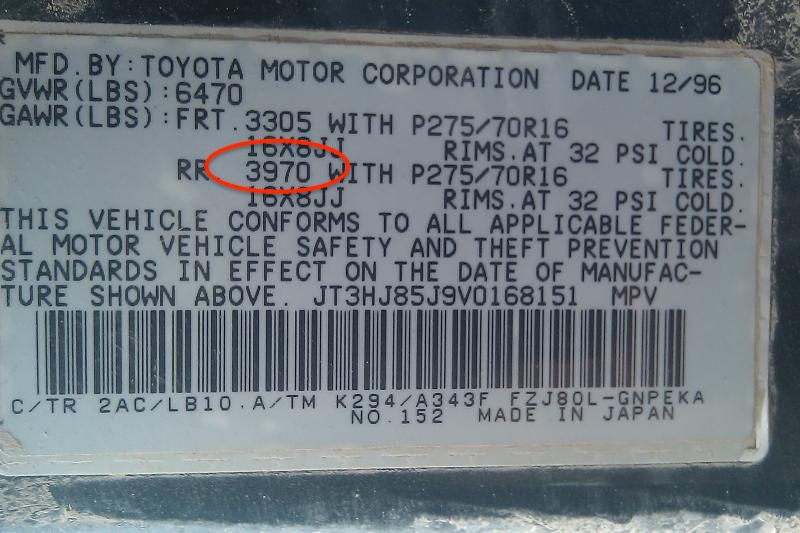 MFD.BY:TOYOTA MOTOR CORPORATION DATE 12/96
GVWR(LBS):6470
GAWR(LBS):FRT.3305 WITH P275/70R16 TIRES.
16X8JJ RIMS.AT 32 PSI COLD.
RR 3970 WITH P275/70R16 TIRES.
16X8JJ RIMS.AT 32 PSI COLD.
THIS VEHICLE CONFORMS TO ALL APPLICABLE FEDER-
AL MOTOR VEHICLE SAFETY AND THEFT PREVENTION
STANDARDS IN EFFECT ON THE DATE OF MANUFAC-
TURE SHOWN ABOVE. JT3HJ85J9V0168151 MPV
C/TR 2AC/LB10.A/TM K294/A343F FZJ80L-GNPEKA
NO.152 MADE IN JAPAN